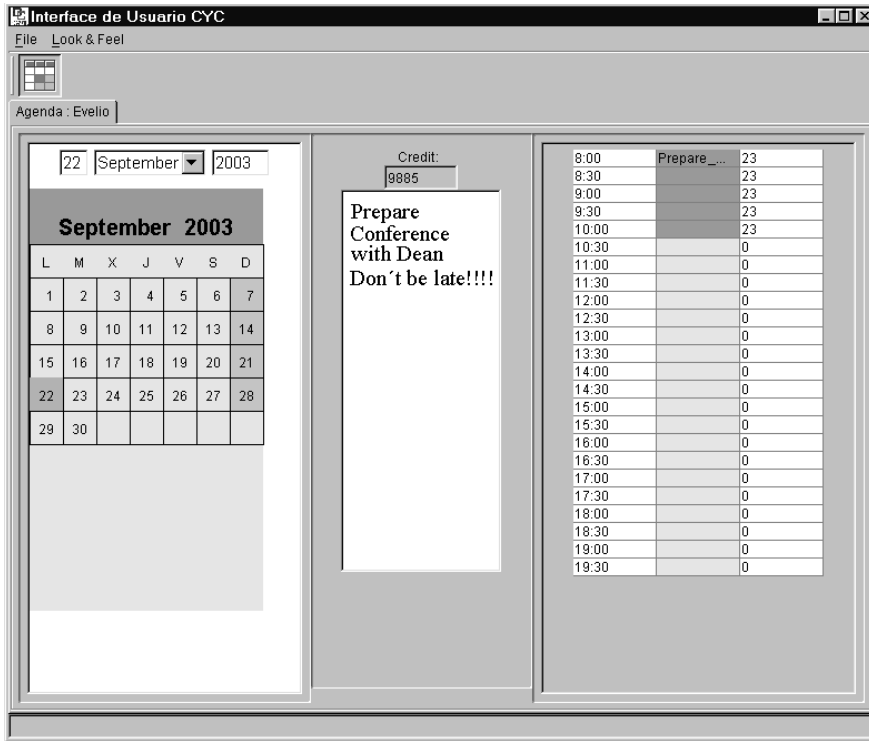 Interface de Usuario CYC
File Look & Feel
Agenda : Evelio
22 September 2003
September 2003
L M X J V S D
1 2 3 4 5 6 7
8 9 10 11 12 13 14
15 16 17 18 19 20 21
22 23 24 25 26 27 28
29 30
Credit:
9885
Prepare
Conference
with Dean
Don´t be late!!!!
8:00 Prepare_... 23
8:30 23
9:00 23
9:30 23
10:00 23
10:30 0
11:00 0
11:30 0
12:00 0
12:30 0
13:00 0
13:30 0
14:00 0
14:30 0
15:00 0
15:30 0
16:00 0
16:30 0
17:00 0
17:30 0
18:00 0
18:30 0
19:00 0
19:30 0